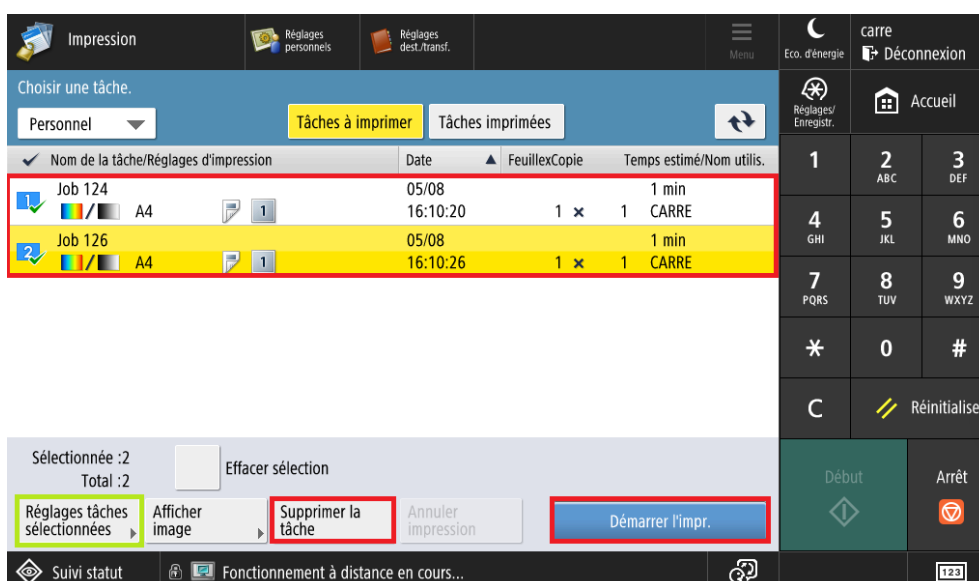 Impression
Réglages
personnels
Réglages
dest./transf.
Menu
Eco. d'énergie
carre
Déconnexion
Choisir une tâche.
Personnel
Tâches à imprimer
Tâches imprimées
Réglages/
Enregistr.
Accueil
Nom de la tâche/Réglages d'impression
Date
FeuillexCopie
Temps estimé/Nom utilis.
1
Job 124
05/08
1 min
A4
1
16:10:20
1 × 1
CARRE
2
Job 126
05/08
1 min
A4
1
16:10:26
1 × 1
CARRE
1
2
ABC
3
DEF
4
GHI
5
JKL
6
MNO
7
PQRS
8
TUV
9
WXYZ
0
#
C
Réinitialise
Sélectionnée :2
Total :2
Effacer sélection
Réglages tâches
sélectionnées
Afficher
image
Supprimer la
tâche
Annuler
impression
Démarrer l'impr.
Début
Arrêt
Suivi statut
Fonctionnement à distance en cours...
123